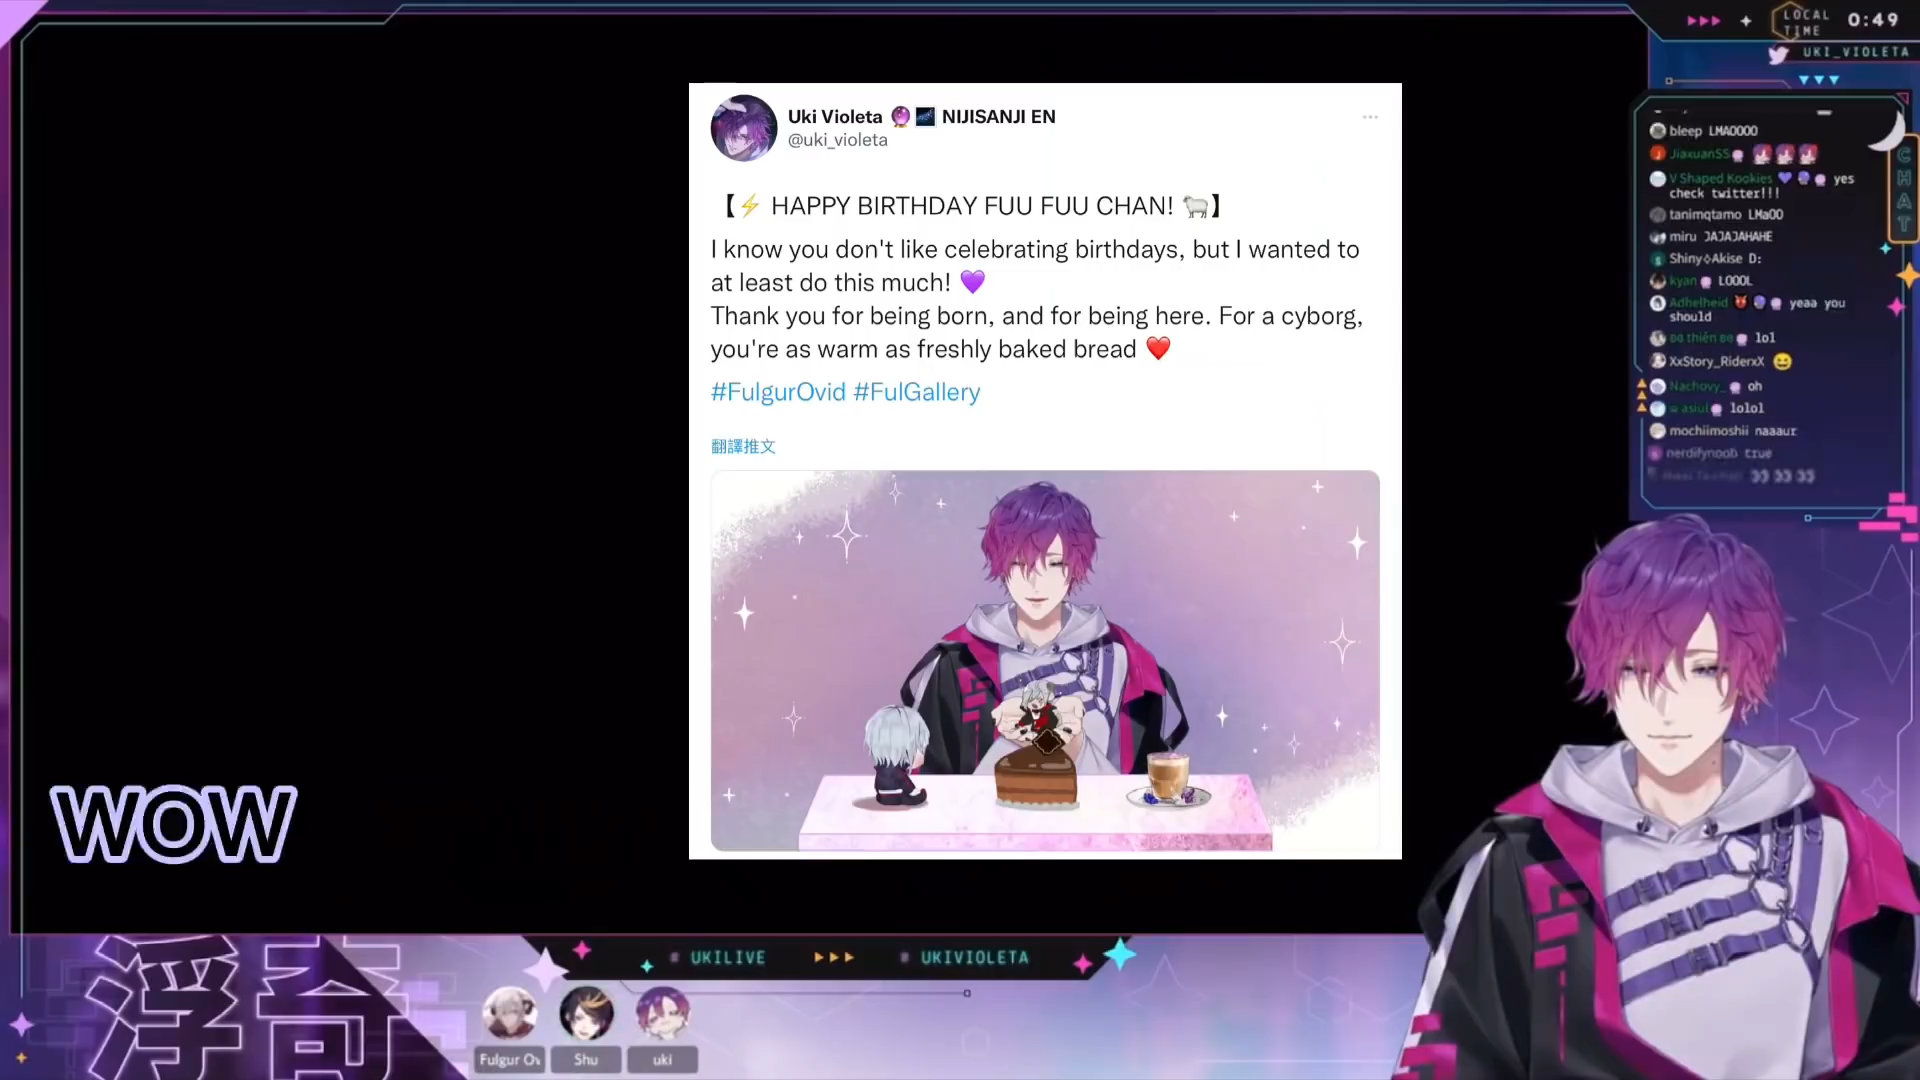 LOCAL TIME 0:49
UKI_VIOLETA
Uki Violeta 🔮🌌 NIJISANJI EN
@uki_violeta
【⚡ HAPPY BIRTHDAY FUU FUU CHAN! 🐑】
I know you don't like celebrating birthdays, but I wanted to
at least do this much! 💜
Thank you for being born, and for being here. For a cyborg,
you're as warm as freshly baked bread ❤️
#FulgurOvid #FulGallery
翻譯推文
CHAT
bleep LMAOOOO
JiaxuanSS
V Shaped Kookies 💜 yes
check twitter!!!
tanimqtamo LMaOO
miru JAJAJAHAHE
Shiny◇Akise D:
kyan LOOOL
Adhelheid yeaa you
should
thiên lol
XxStory_RiderxX 😆
Nachovy_ oh
asiul lolol
mochiimoshii naaaur
nerdifynoob true
WOW
# UKILIVE
# UKIVIOLETA
浮奇
Fulgur Ov
Shu
uki